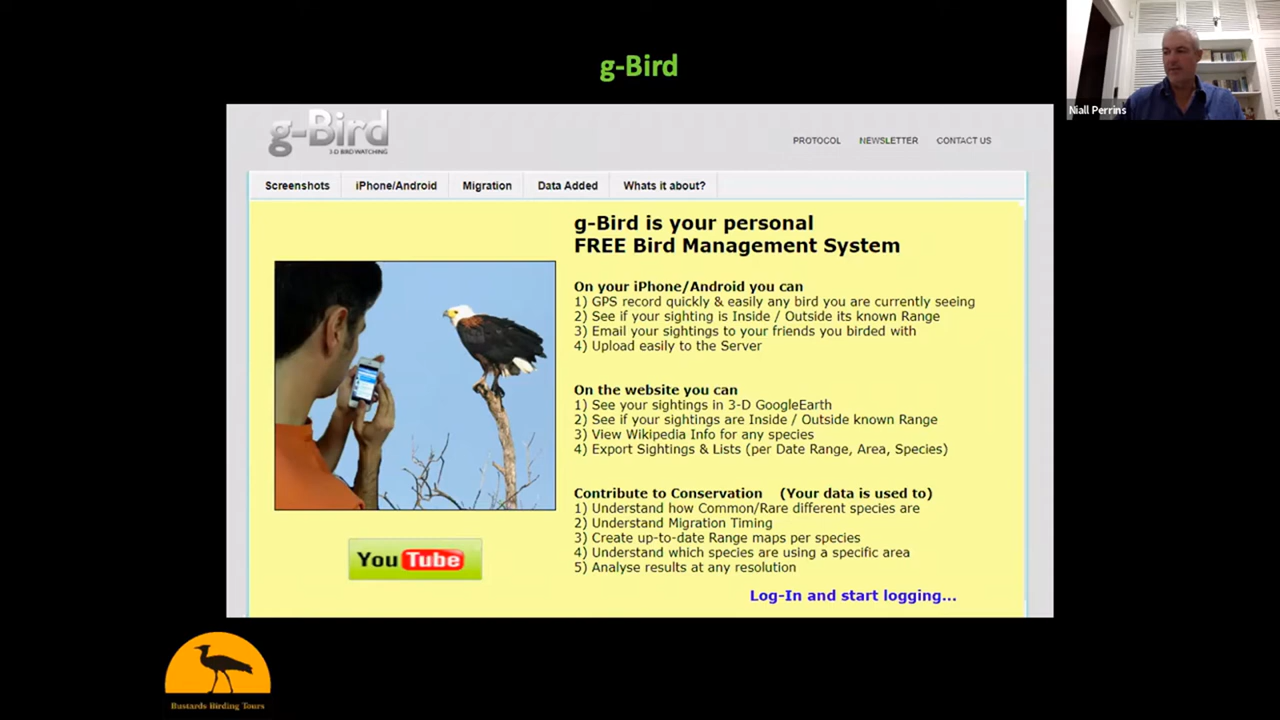 g-Bird
Niall Perrins
g-Bird
3-D BIRDWATCHING
PROTOCOL
NEWSLETTER
CONTACT US
Screenshots
iPhone/Android
Migration
Data Added
Whats it about?
g-Bird is your personal
FREE Bird Management System
On your iPhone/Android you can
1) GPS record quickly & easily any bird you are currently seeing
2) See if your sighting is Inside / Outside its known Range
3) Email your sightings to your friends you birded with
4) Upload easily to the Server
On the website you can
1) See your sightings in 3-D GoogleEarth
2) See if your sightings are Inside / Outside known Range
3) View Wikipedia Info for any species
4) Export Sightings & Lists (per Date Range, Area, Species)
Contribute to Conservation (Your data is used to)
1) Understand how Common/Rare different species are
2) Understand Migration Timing
3) Create up-to-date Range maps per species
4) Understand which species are using a specific area
5) Analyse results at any resolution
Log-In and start logging...
YouTube
Bustards Birding Tours